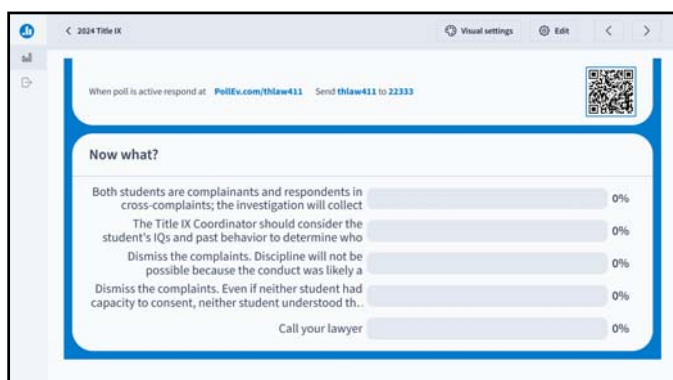 2024 Title IX
Visual settings
Edit
When poll is active respond at PollEv.com/thlaw411 Send thlaw411 to 22333
Now what?
Both students are complainants and respondents in
cross-complaints; the investigation will collect
0%
The Title IX Coordinator should consider the
student's IQs and past behavior to determine who
0%
Dismiss the complaints. Discipline will not be
possible because the conduct was likely a
0%
Dismiss the complaints. Even if neither student had
capacity to consent, neither student understood th..
0%
Call your lawyer
0%